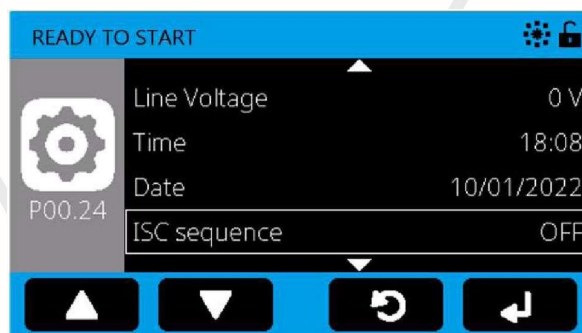 READY TO START
Line Voltage 0 V
Time 18:08
Date 10/01/2022
P00.24
ISC sequence OFF